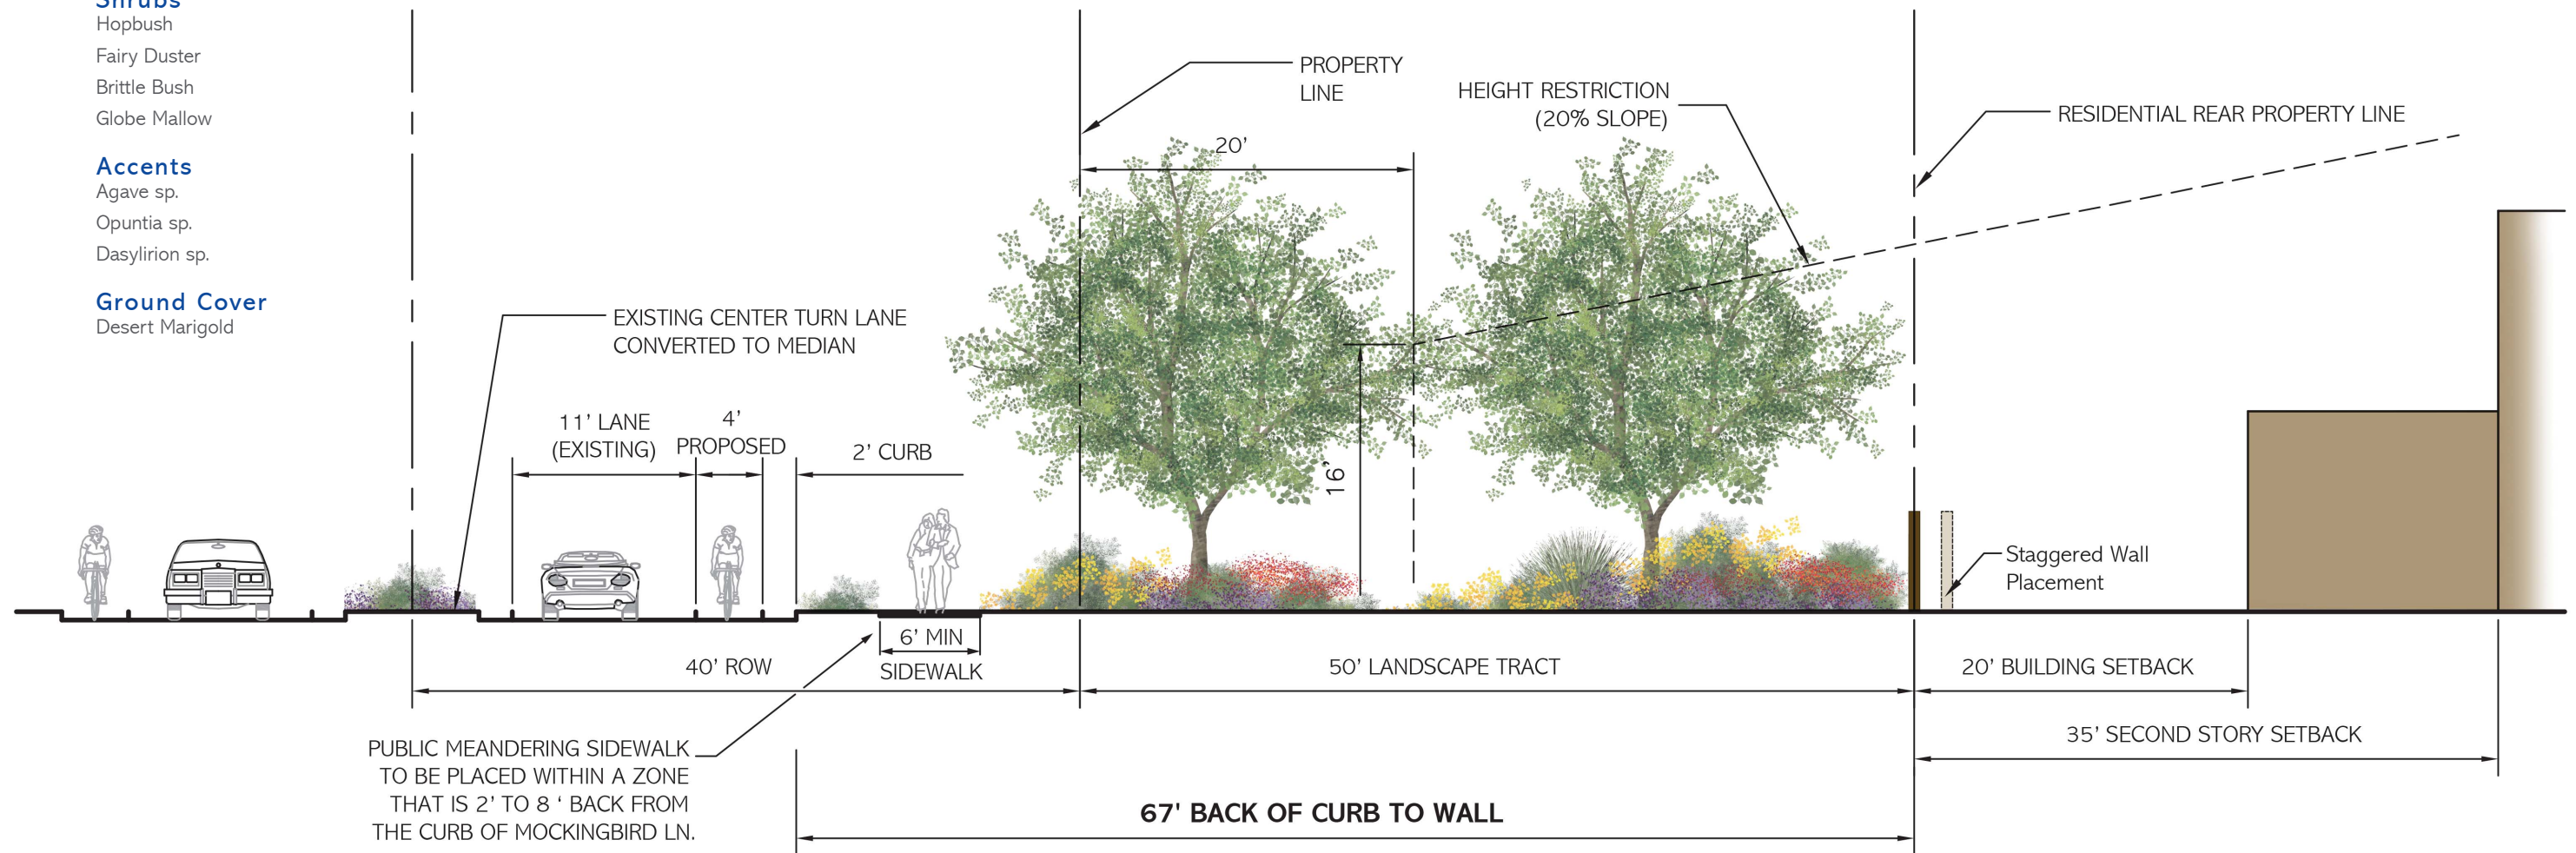 Shrubs
Hopbush
Fairy Duster
Brittle Bush
Globe Mallow
Accents
Agave sp.
Opuntia sp.
Dasylirion sp.
Ground Cover
Desert Marigold
EXISTING CENTER TURN LANE
CONVERTED TO MEDIAN
11' LANE
(EXISTING)
4'
PROPOSED
2' CURB
PROPERTY
LINE
20'
HEIGHT RESTRICTION
(20% SLOPE)
RESIDENTIAL REAR PROPERTY LINE
16'
Staggered Wall
Placement
6' MIN
SIDEWALK
40' ROW
50' LANDSCAPE TRACT
20' BUILDING SETBACK
35' SECOND STORY SETBACK
PUBLIC MEANDERING SIDEWALK
TO BE PLACED WITHIN A ZONE
THAT IS 2' TO 8 ' BACK FROM
THE CURB OF MOCKINGBIRD LN.
67' BACK OF CURB TO WALL